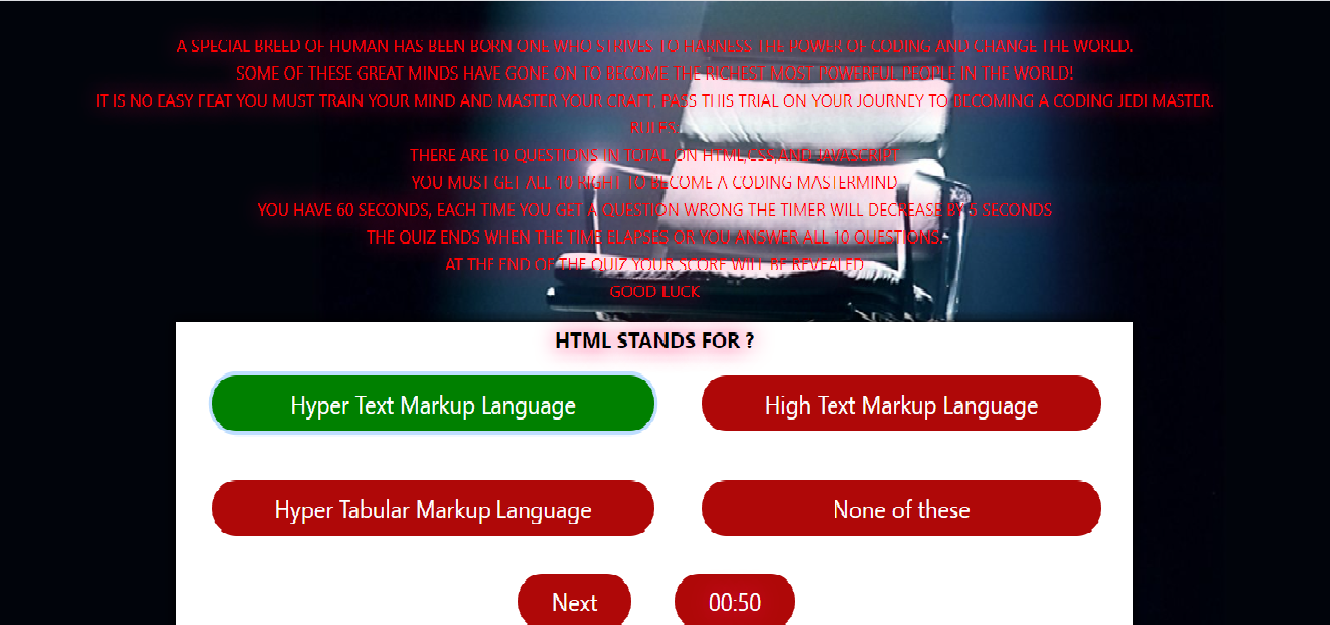 A SPECIAL BREED OF HUMAN HAS BEEN BORN ONE WHO STRIVES TO HARNESS THE POWER OF CODING AND CHANGE THE WORLD.
SOME OF THESE GREAT MINDS HAVE GONE ON TO BECOME THE RICHEST MOST POWERFUL PEOPLE IN THE WORLD!
IT IS NO EASY FEAT YOU MUST TRAIN YOUR MIND AND MASTER YOUR CRAFT. PASS THIS TRIAL ON YOUR JOURNEY TO BECOMING A CODING JEDI MASTER.
RULES.
THERE ARE 10 QUESTIONS IN TOTAL ON HTML,CSS,AND JAVASCRIPT
YOU MUST GET ALL 10 RIGHT TO BECOME A CODING MASTERMIND
YOU HAVE 60 SECONDS, EACH TIME YOU GET A QUESTION WRONG THE TIMER WILL DECREASE BY 5 SECONDS
THE QUIZ ENDS WHEN THE TIME ELAPSES OR YOU ANSWER ALL 10 QUESTIONS.
AT THE END OF THE QUIZ YOUR SCORE WILL BE REVEALED
GOOD LUCK
HTML STANDS FOR ?
Hyper Text Markup Language
High Text Markup Language
Hyper Tabular Markup Language
None of these
Next
00:50